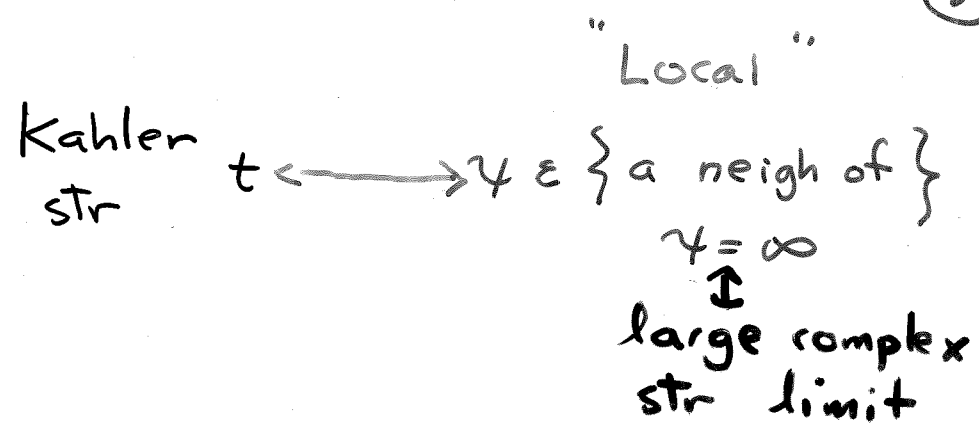 "Local"
Kahler str t ⟷ ψ ε { a neigh of }
ψ = ∞
↕
large complex
str limit